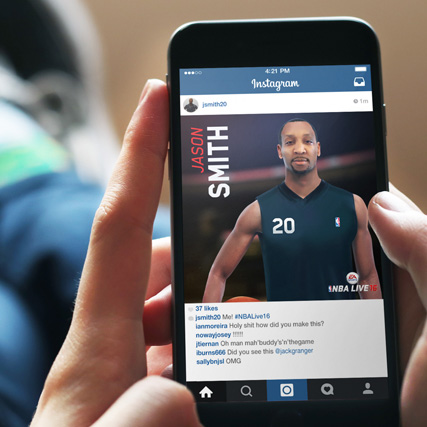 4:21 PM
Instagram
jsmith20
1m
JASON
SMITH
20
EA
SPORTS
NBA LIVE 16
37 likes
jsmith20 Me! #NBALive16
ianmoreira Holy shit how did you make this?
nowayjosey !!!!!!
jtiernan Oh man mah'buddy's'n'thegame
iburns666 Did you see this @jackgranger
sallybnjsl OMG